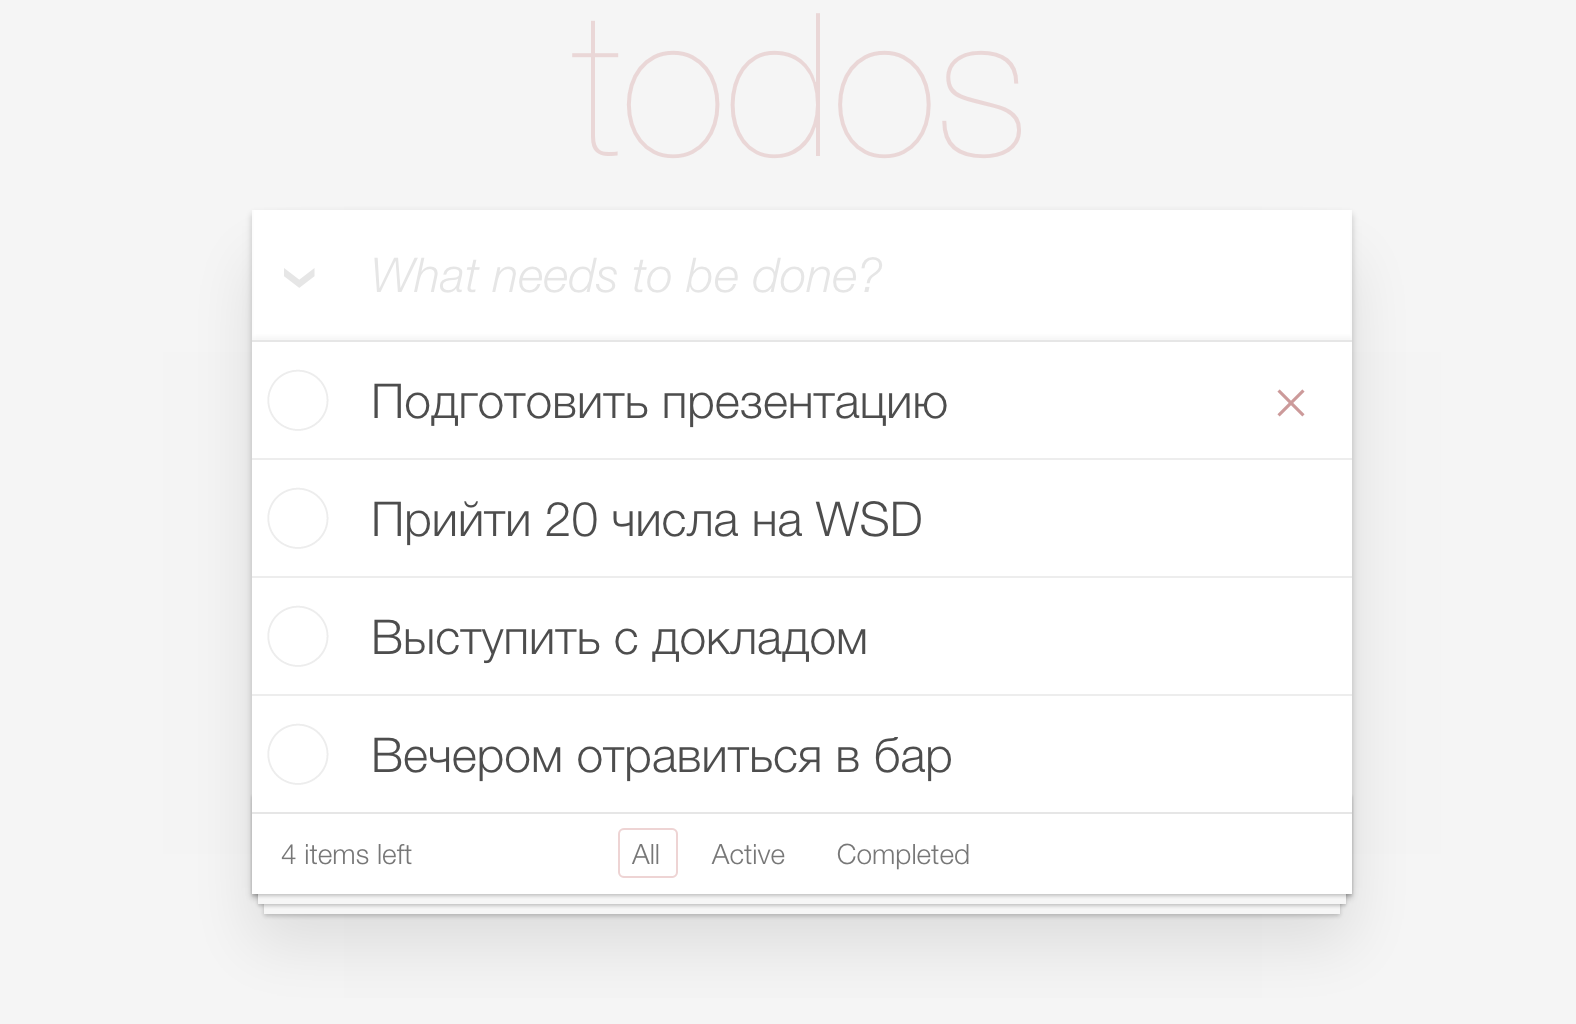 todos
What needs to be done?
Подготовить презентацию
Прийти 20 числа на WSD
Выступить с докладом
Вечером отравиться в бар
4 items left All Active Completed